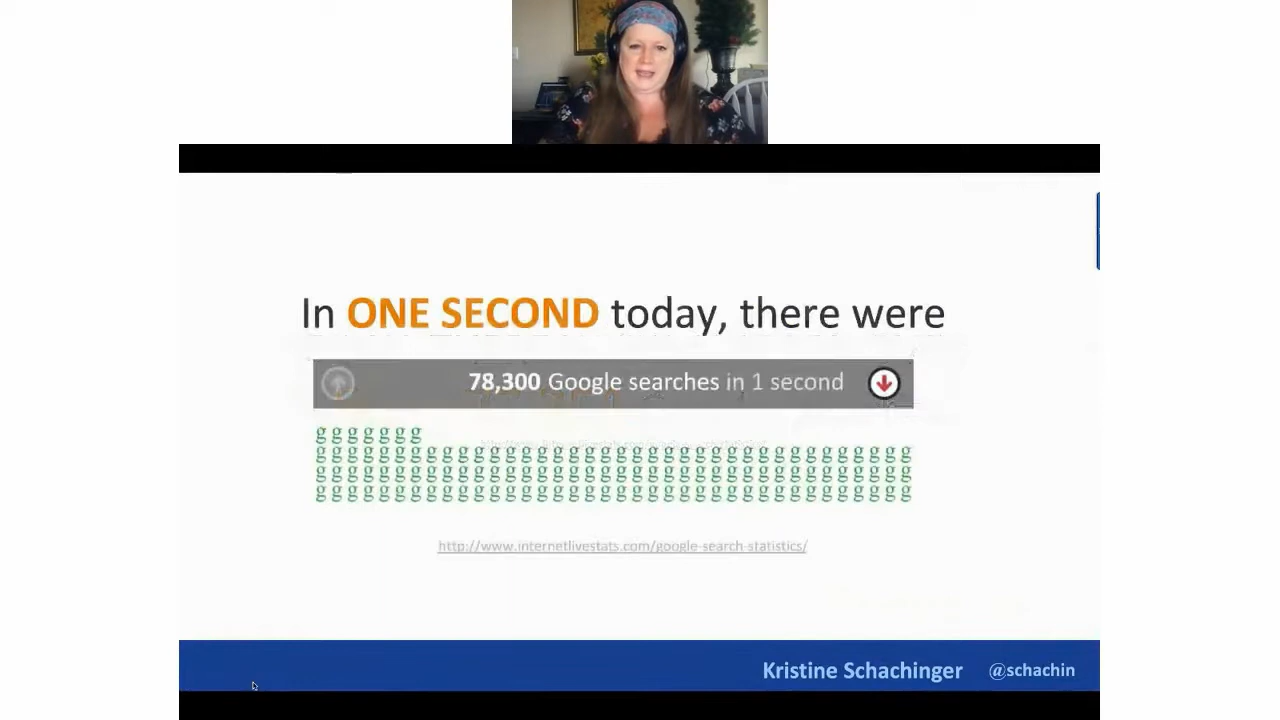 In ONE SECOND today, there were
78,300 Google searches in 1 second
g g g g g g g
g g g g g g g g g g g g g g g g g g g g g g g g g g g g g g g g g g g g g g
g g g g g g g g g g g g g g g g g g g g g g g g g g g g g g g g g g g g g g
g g g g g g g g g g g g g g g g g g g g g g g g g g g g g g g g g g g g g g
http://www.internetlivestats.com/google-search-statistics/
Kristine Schachinger @schachin